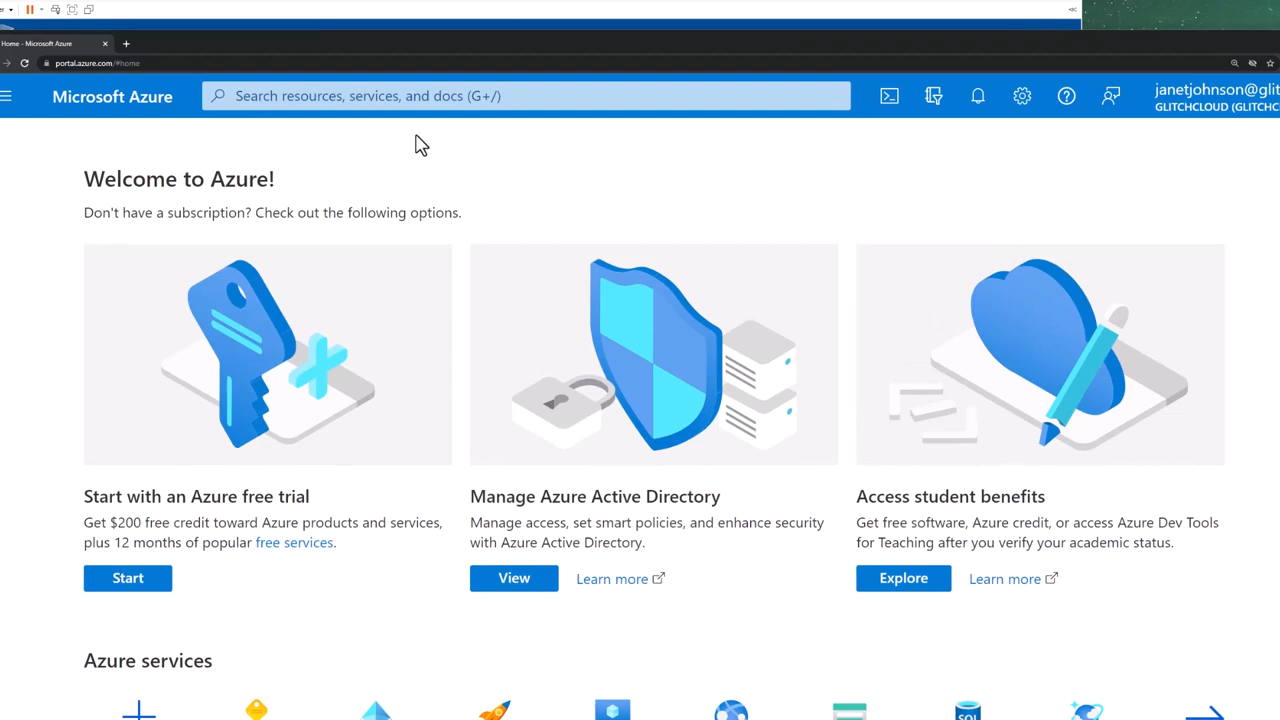 Home - Microsoft Azure
portal.azure.com/#home
Microsoft Azure
Search resources, services, and docs (G+/)
janetjohnson@glit
GLITCHCLOUD (GLITCHC
Welcome to Azure!
Don't have a subscription? Check out the following options.
Start with an Azure free trial
Get $200 free credit toward Azure products and services,
plus 12 months of popular free services.
Start
Manage Azure Active Directory
Manage access, set smart policies, and enhance security
with Azure Active Directory.
View
Learn more
Access student benefits
Get free software, Azure credit, or access Azure Dev Tools
for Teaching after you verify your academic status.
Explore
Learn more
Azure services
SQL